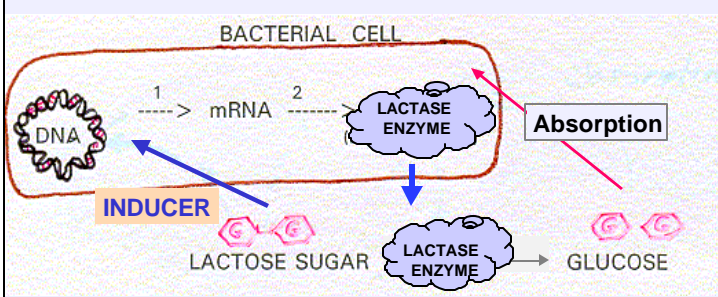 BACTERIAL CELL
1
2
DNA
----> mRNA ------>
LACTASE
ENZYME
(
Absorption
INDUCER
G G
LACTOSE SUGAR
LACTASE
ENZYME
G G
GLUCOSE